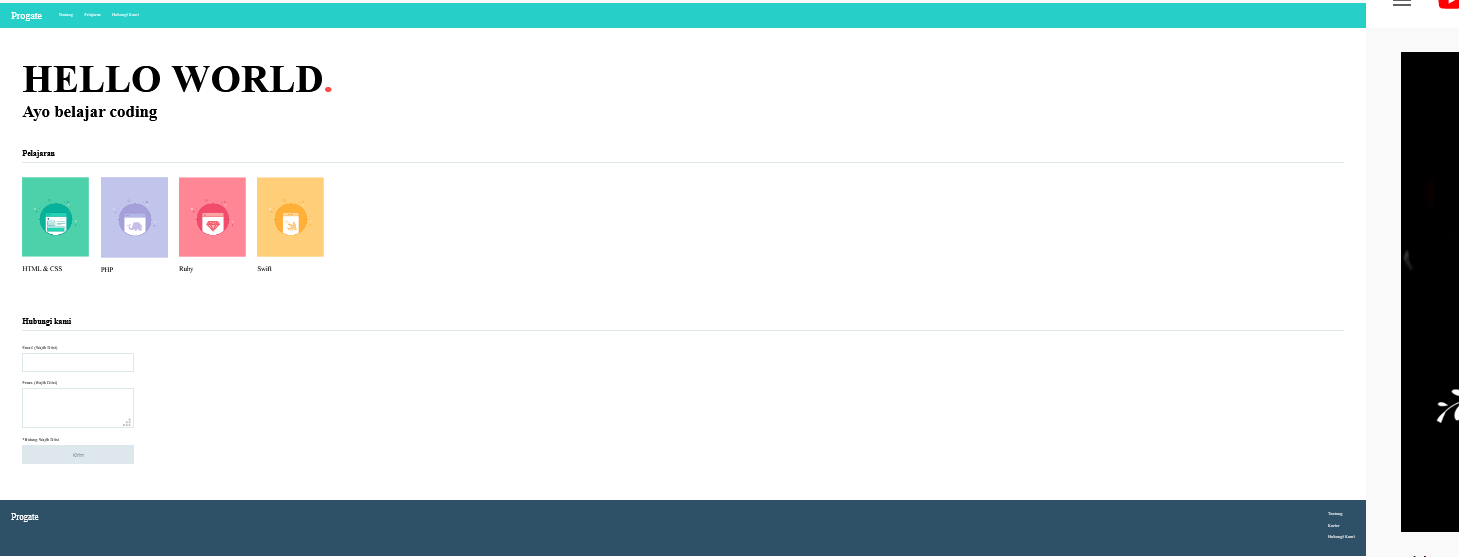 Progate Tentang Pelajaran Hubungi Kami
HELLO WORLD.
Ayo belajar coding
Pelajaran
HTML & CSS PHP Ruby Swift
Hubungi kami
Email (Wajib Diisi)
Pesan (Wajib Diisi)
*Bidang Wajib Diisi
Kirim
Progate
Tentang
Karier
Hubungi Kami